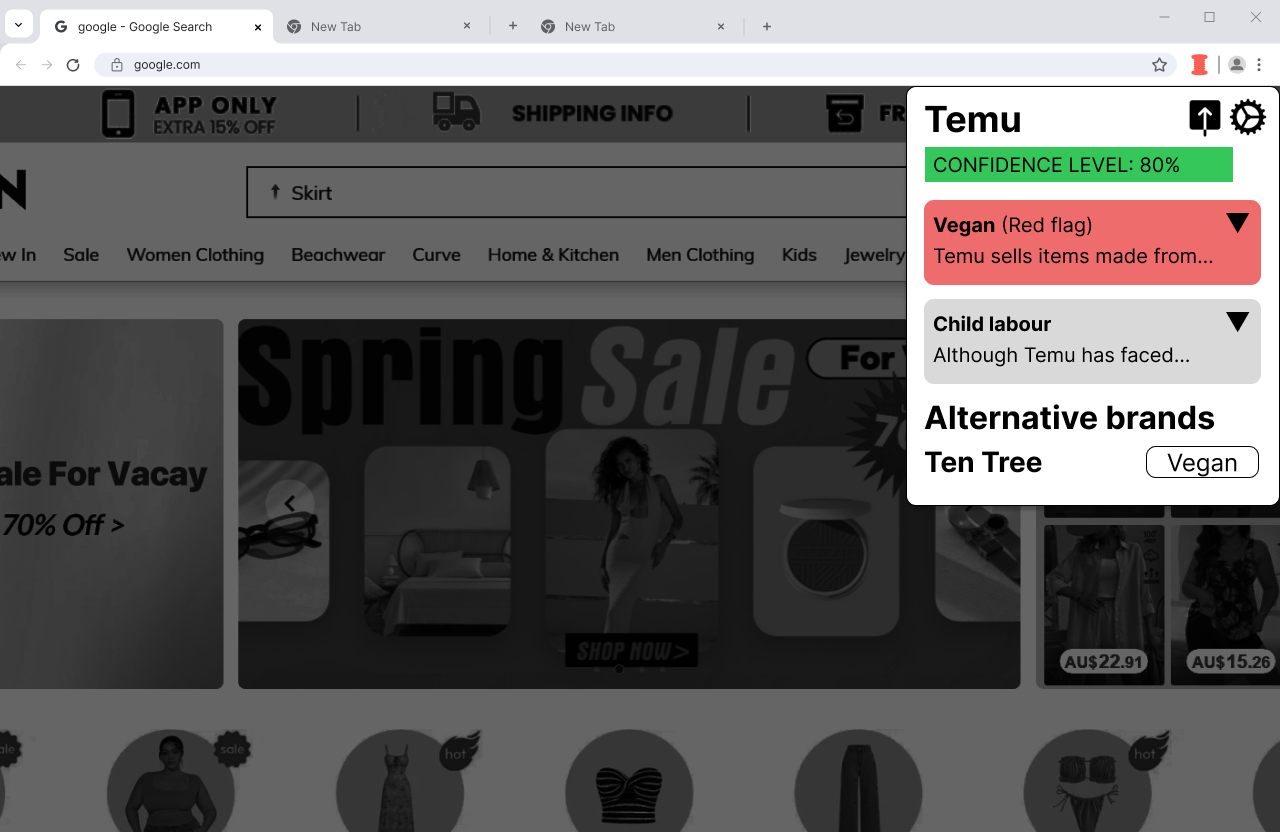 google - Google Search
New Tab
New Tab
google.com
APP ONLY
EXTRA 15% OFF
SHIPPING INFO
FR
N
Skirt
ew In Sale Women Clothing Beachwear Curve Home & Kitchen Men Clothing Kids Jewelry
Temu
CONFIDENCE LEVEL: 80%
Vegan (Red flag)
Temu sells items made from...
Child labour
Although Temu has faced...
Alternative brands
Ten Tree
Vegan
Spring Sale
For
70
ale For Vacay
70% Off >
SHOP NOW >
AU$22.91
AU$15.26
ale
sale
hot
hot